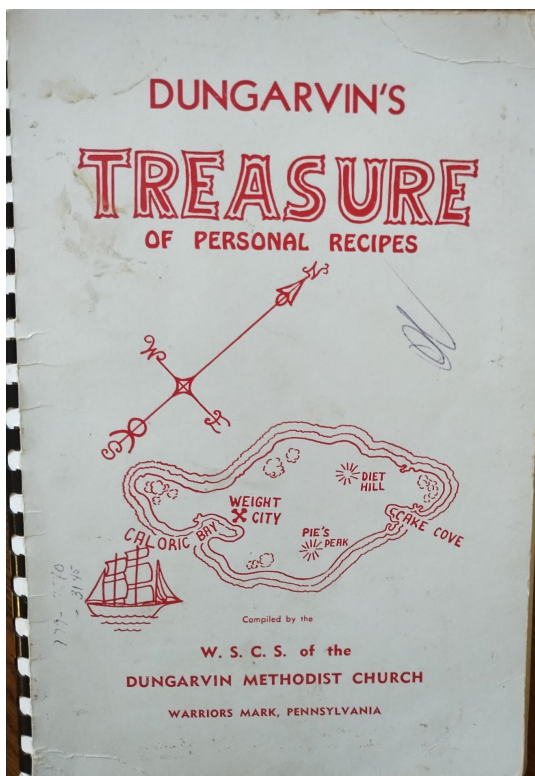 DUNGARVIN'S
TREASURE
OF PERSONAL RECIPES
N
W
E
S
DIET
HILL
WEIGHT
CITY
CAKE COVE
CALORIC BAY
PIE'S
PEAK
Compiled by the
W. S. C. S. of the
DUNGARVIN METHODIST CHURCH
WARRIORS MARK, PENNSYLVANIA